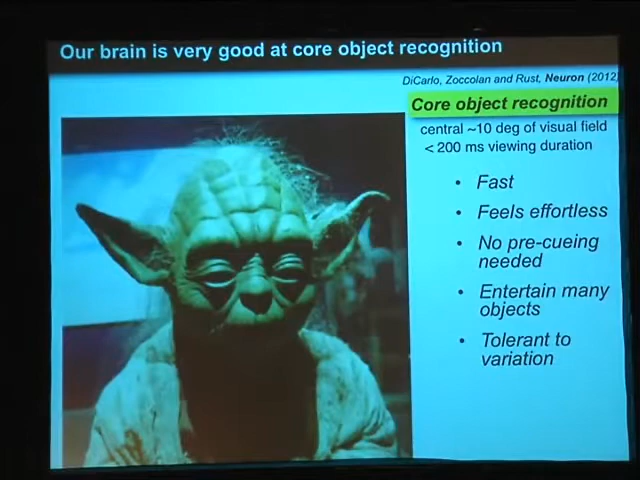 Our brain is very good at core object recognition
DiCarlo, Zoccolan and Rust, Neuron (2012)
Core object recognition
central ~10 deg of visual field
< 200 ms viewing duration
• Fast
• Feels effortless
• No pre-cueing
needed
• Entertain many
objects
• Tolerant to
variation